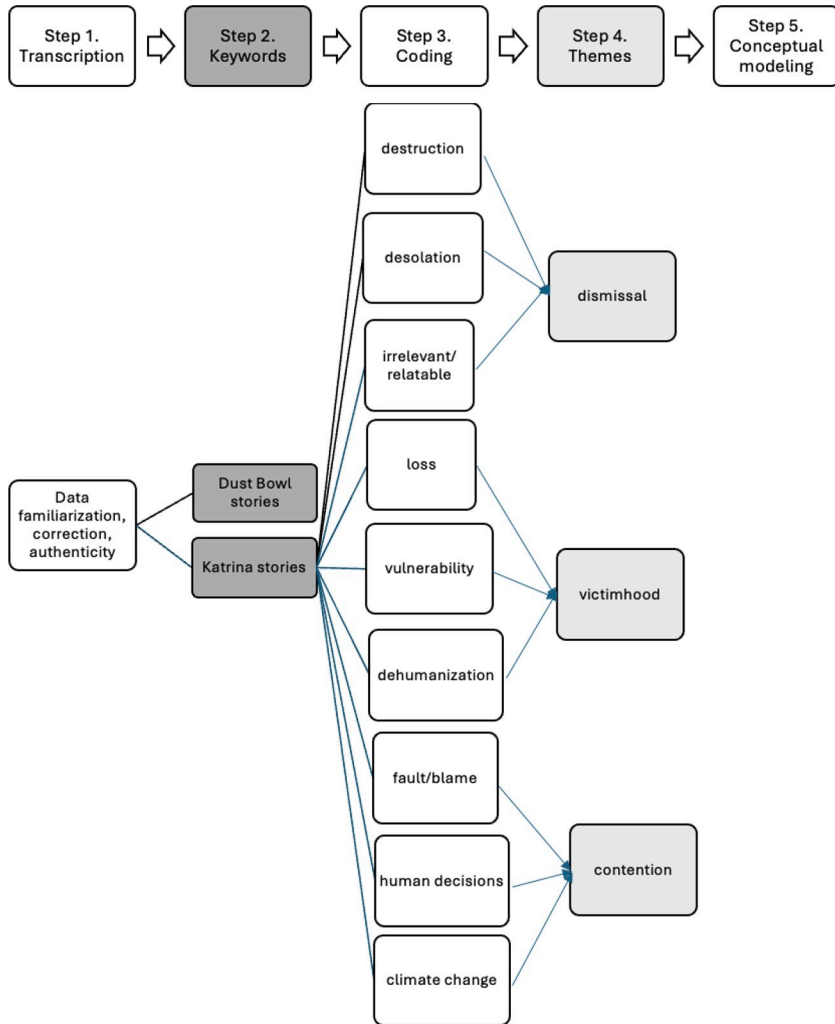 Step 1.
Transcription
Step 2.
Keywords
Step 3.
Coding
Step 4.
Themes
Step 5.
Conceptual
modeling
destruction
desolation
irrelevant/
relatable
loss
vulnerability
dehumanization
fault/blame
human decisions
climate change
Data
familiarization,
correction,
authenticity
Dust Bowl
stories
Katrina stories
dismissal
victimhood
contention